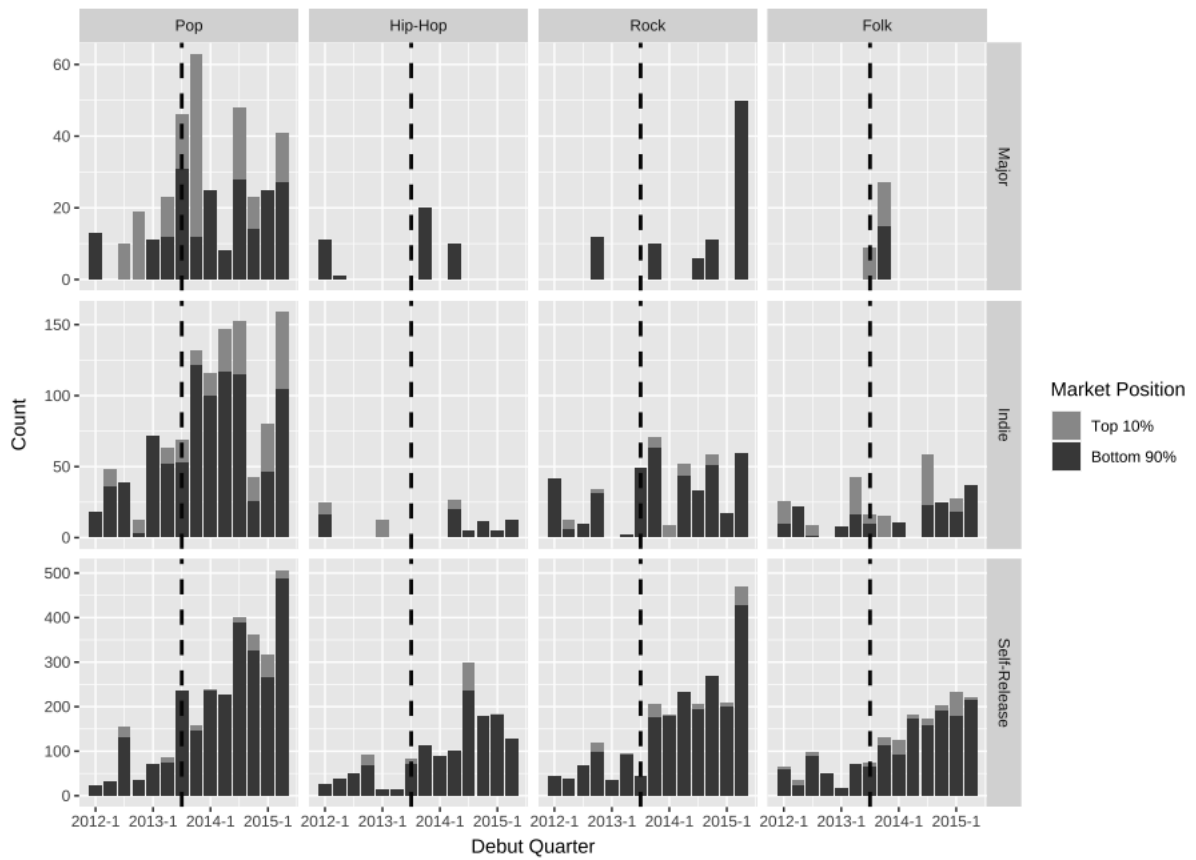 Pop Hip-Hop Rock Folk
60
40
20
0
Major
150
100
50
0
Indie
Count
500
400
300
200
100
0
Self-Release
2012-1 2013-1 2014-1 2015-1 2012-1 2013-1 2014-1 2015-1 2012-1 2013-1 2014-1 2015-1 2012-1 2013-1 2014-1 2015-1
Debut Quarter
Market Position
Top 10%
Bottom 90%